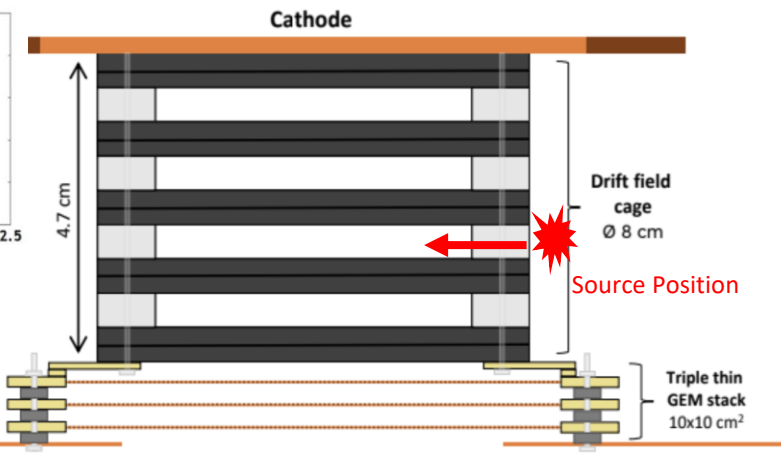 Cathode
4.7 cm
2.5
Drift field
cage
Ø 8 cm
Source Position
Triple thin
GEM stack
10x10 cm²